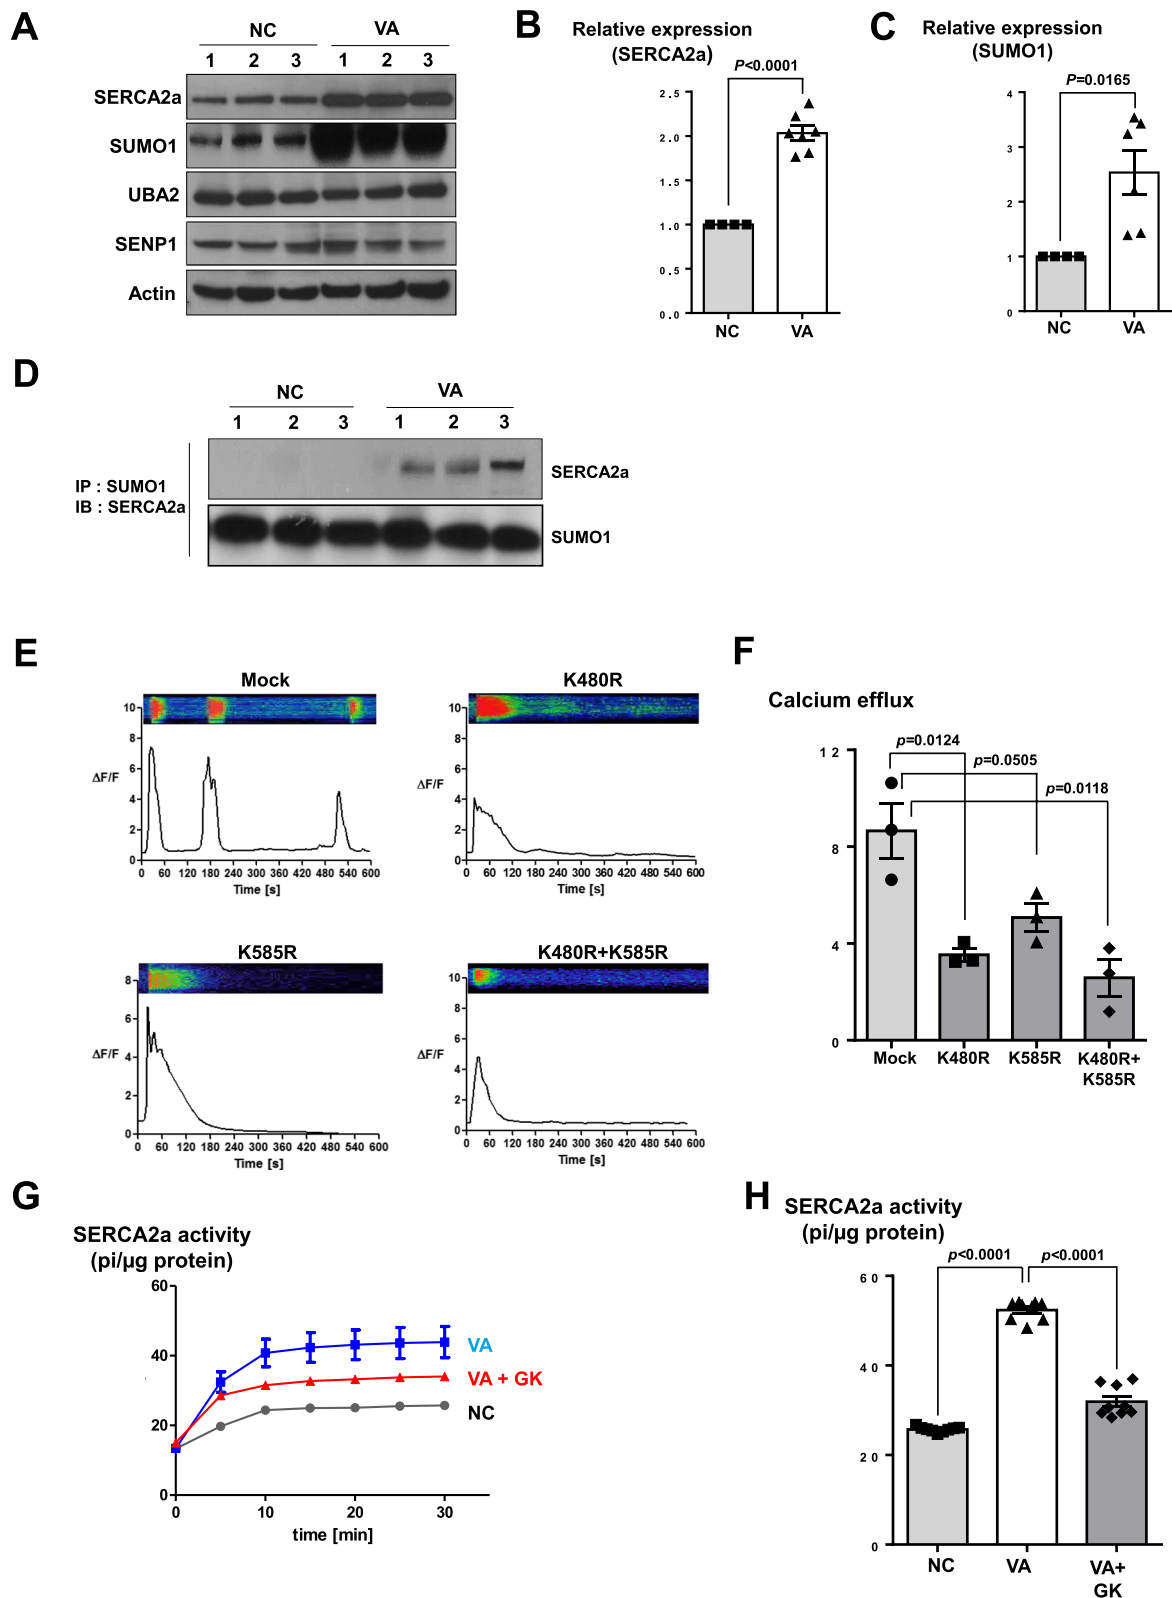 A
NC VA
1 2 3 1 2 3
SERCA2a
SUMO1
UBA2
SENP1
Actin
B
Relative expression
(SERCA2a)
P<0.0001
2.5
2.0
1.5
1.0
0.5
0.0
NC VA
C
Relative expression
(SUMO1)
P=0.0165
4
3
2
1
0
NC VA
D
NC VA
1 2 3 1 2 3
IP : SUMO1
IB : SERCA2a
SERCA2a
SUMO1
E
Mock
10
8
6
4
2
0
ΔF/F
0 60 120 180 240 300 360 420 480 540 600
Time [s]
K480R
10
8
6
4
2
0
ΔF/F
0 60 120 180 240 300 360 420 480 540 600
Time [s]
K585R
8
6
4
2
0
ΔF/F
0 60 120 180 240 300 360 420 480 540 600
Time [s]
K480R+K585R
10
8
6
4
2
0
ΔF/F
0 60 120 180 240 300 360 420 480 540 600
Time [s]
F
Calcium efflux
p=0.0124
p=0.0505
p=0.0118
12
8
4
0
Mock K480R K585R K480R+
K585R
G
SERCA2a activity
(pi/µg protein)
60
40
20
0
VA
VA + GK
NC
0 10 20 30
time [min]
H
SERCA2a activity
(pi/µg protein)
p<0.0001 p<0.0001
60
40
20
0
NC VA VA+
GK